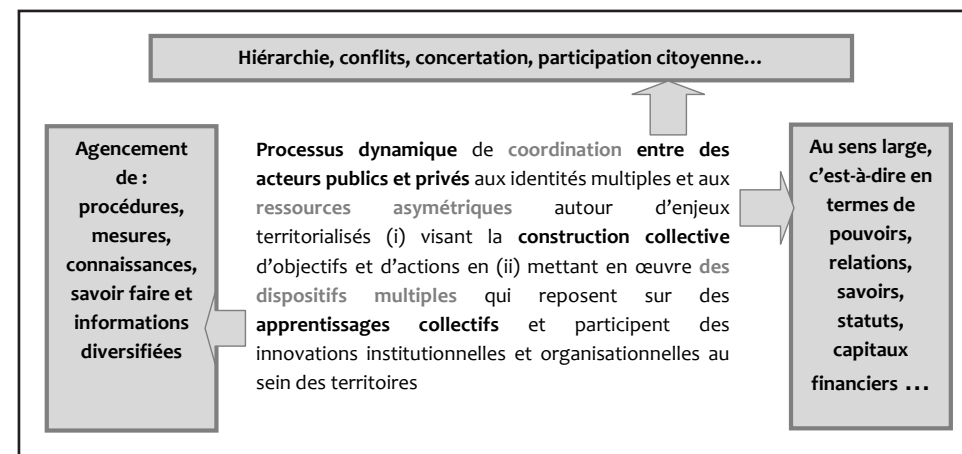 Hiérarchie, conflits, concertation, participation citoyenne…
Agencement
de :
procédures,
mesures,
connaissances,
savoir faire et
informations
diversifiées
Processus dynamique de coordination entre des
acteurs publics et privés aux identités multiples et aux
ressources asymétriques autour d’enjeux
territorialisés (i) visant la construction collective
d’objectifs et d’actions en (ii) mettant en œuvre des
dispositifs multiples qui reposent sur des
apprentissages collectifs et participent des
innovations institutionnelles et organisationnelles au
sein des territoires
Au sens large,
c’est-à-dire en
termes de
pouvoirs,
relations,
savoirs,
statuts,
capitaux
financiers …